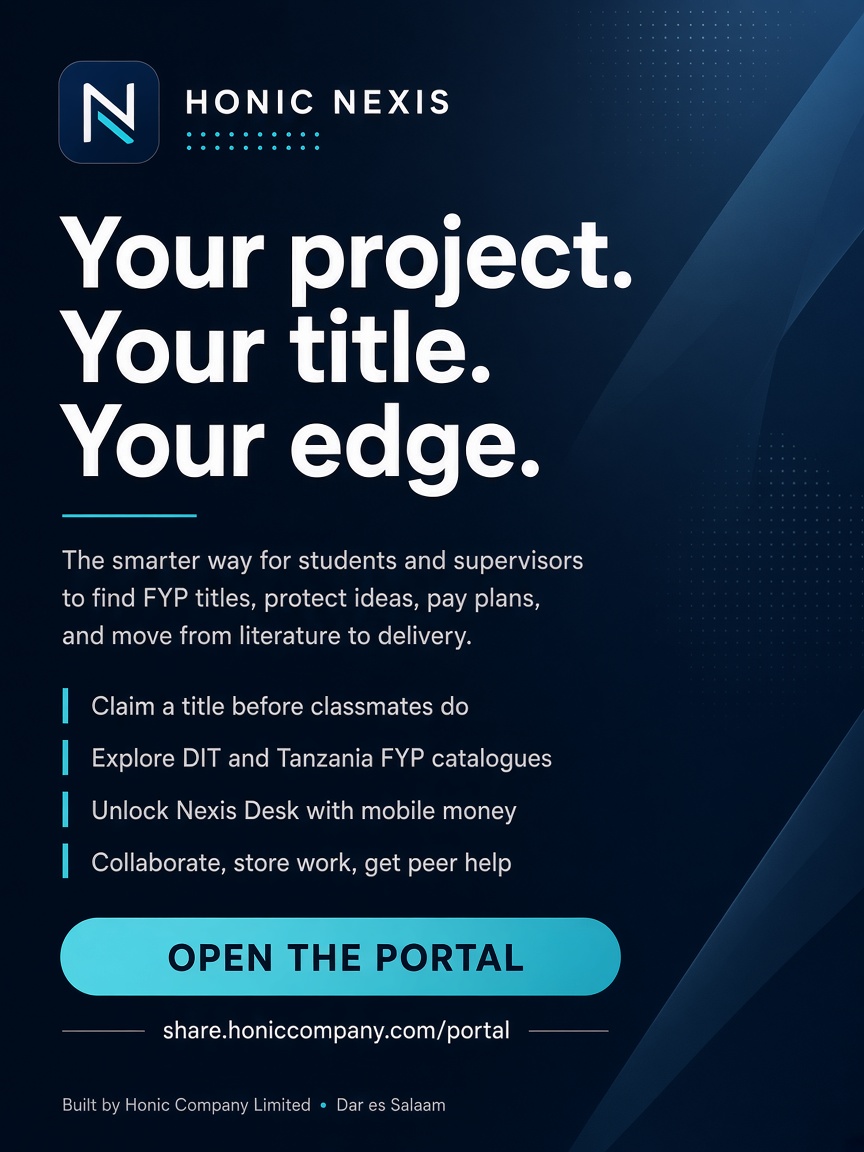 HONIC NEXIS
Your project.
Your title.
Your edge.
The smarter way for students and supervisors
to find FYP titles, protect ideas, pay plans,
and move from literature to delivery.
Claim a title before classmates do
Explore DIT and Tanzania FYP catalogues
Unlock Nexis Desk with mobile money
Collaborate, store work, get peer help
OPEN THE PORTAL
share.honiccompany.com/portal
Built by Honic Company Limited • Dar es Salaam